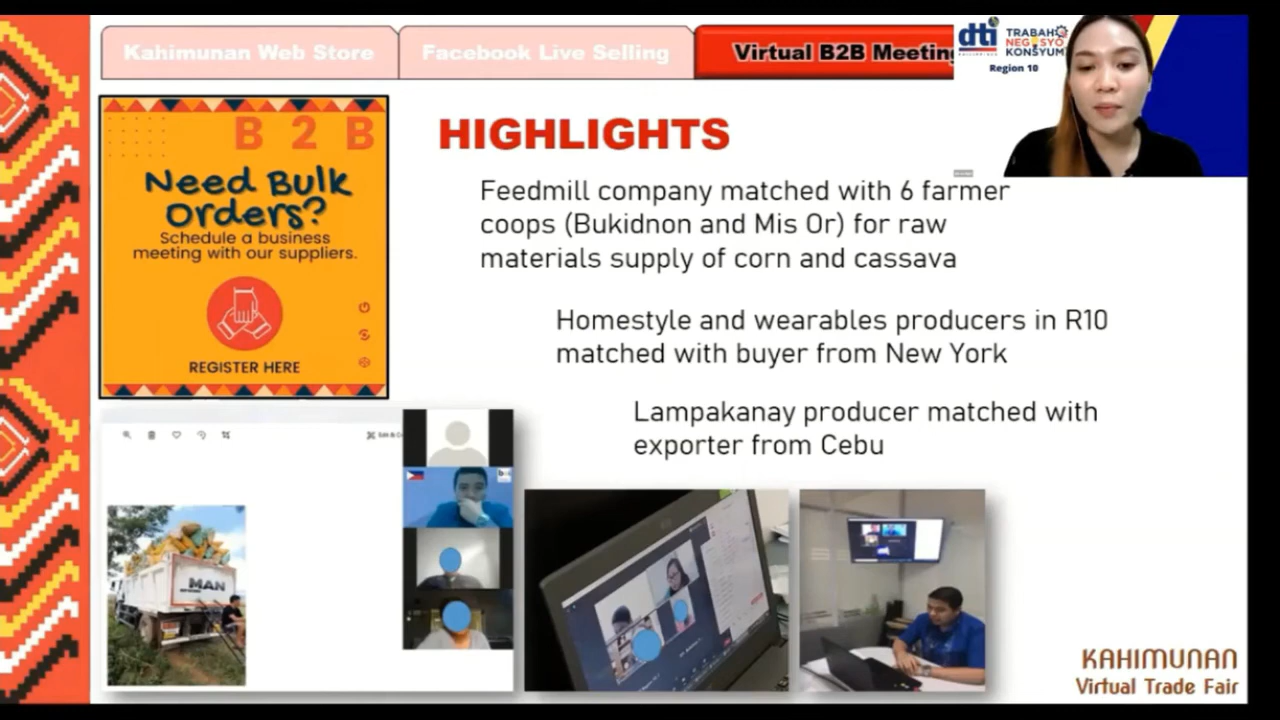 Kahimunan Web Store
Facebook Live Selling
Virtual B2B Meeting
dti
PHILIPPINES
TRABAHO
NEGOSYO
KONSYUMER
Region 10
B 2 B
Need Bulk
Orders?
Schedule a business
meeting with our suppliers.
REGISTER HERE
HIGHLIGHTS
Feedmill company matched with 6 farmer
coops (Bukidnon and Mis Or) for raw
materials supply of corn and cassava
Homestyle and wearables producers in R10
matched with buyer from New York
Lampakanay producer matched with
exporter from Cebu
MAN
KAHIMUNAN
Virtual Trade Fair